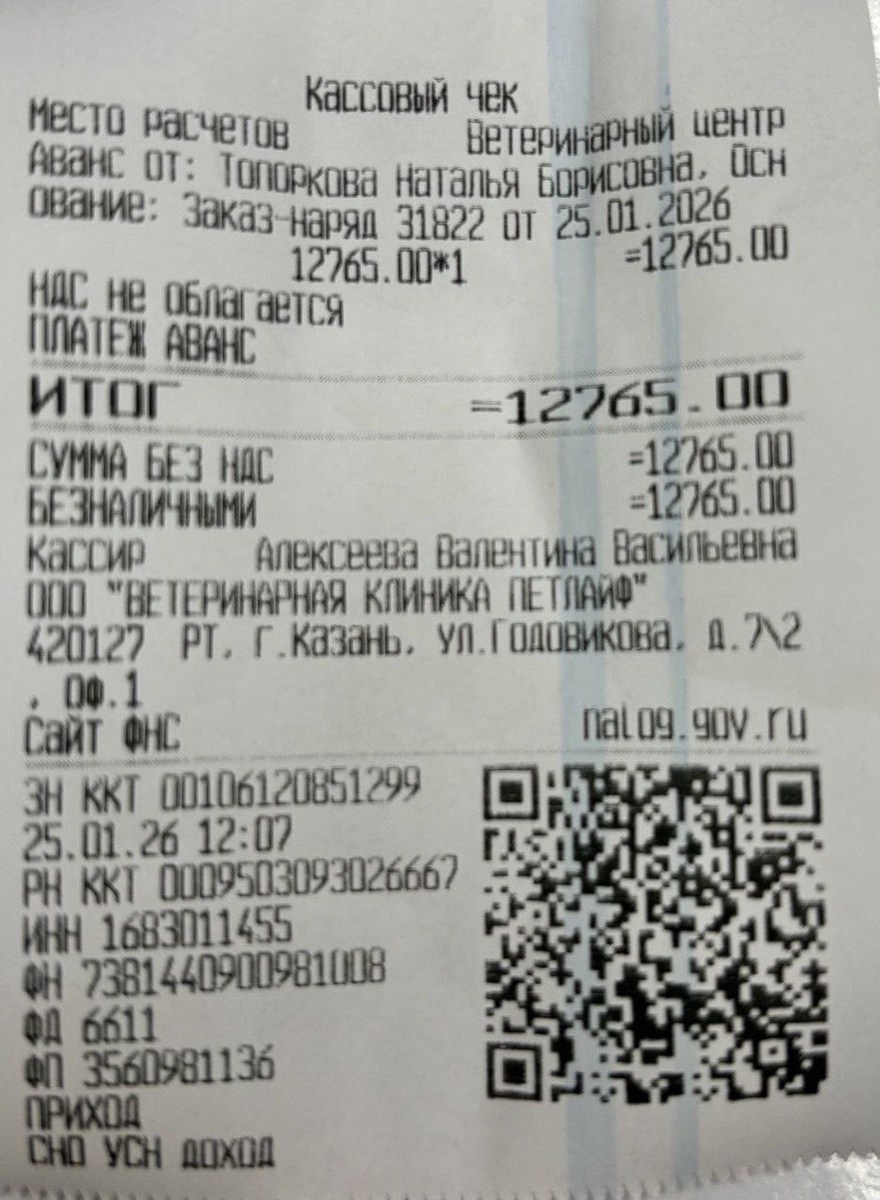 Кассовый чек
Место расчетов Ветеринарный центр
Аванс от: Топоркова Наталья Борисовна, Осн
ование: Заказ-наряд 31822 от 25.01.2026
12765.00*1 =12765.00
НДС не облагается
ПЛАТЕЖ АВАНС
ИТОГ =12765.00
СУММА БЕЗ НДС =12765.00
БЕЗНАЛИЧНЫМИ =12765.00
Кассир Алексеева Валентина Васильевна
ООО "ВЕТЕРИНАРНАЯ КЛИНИКА ПЕТЛАЙФ"
420127 РТ, г.Казань, ул.Годовикова, д.7\2
, оф.1
Сайт ФНС nalog.gov.ru
ЗН ККТ 00106120851299
25.01.26 12:07
РН ККТ 0009503093026667
ИНН 1683011455
ФН 7381440900981008
ФД 6611
ФП 3560981136
ПРИХОД
СНО УСН ДОХОД